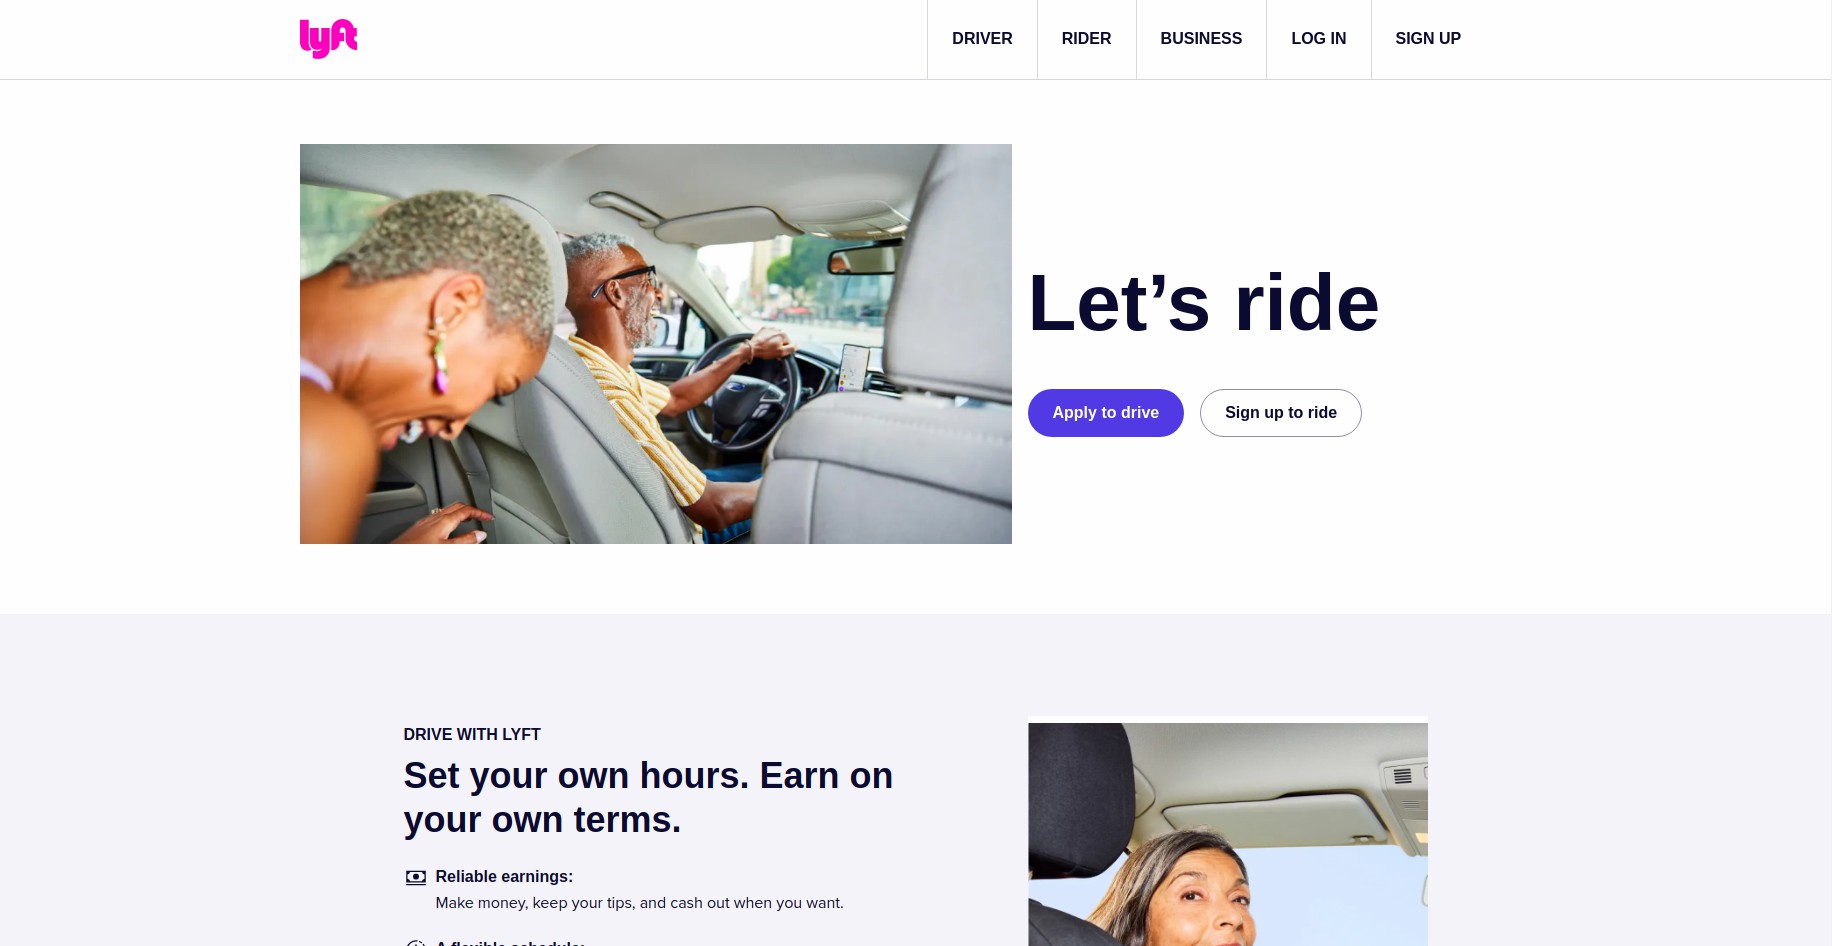 lyft
DRIVER
RIDER
BUSINESS
LOG IN
SIGN UP
Let’s ride
Apply to drive
Sign up to ride
DRIVE WITH LYFT
Set your own hours. Earn on
your own terms.
Reliable earnings:
Make money, keep your tips, and cash out when you want.
A flexible schedule: